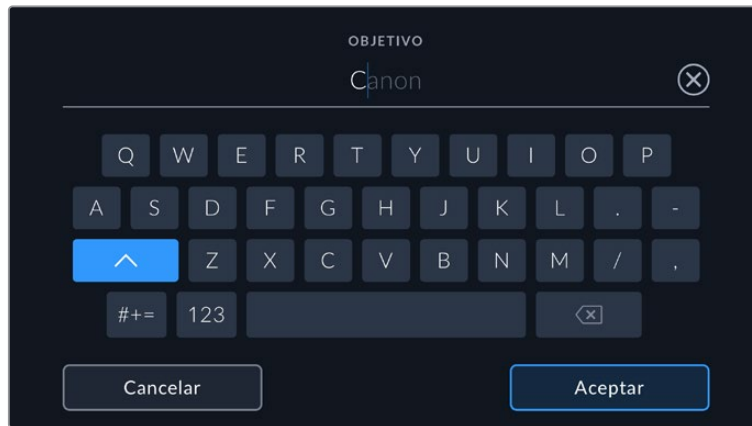 OBJETIVO
Canon
Q W E R T Y U I O P
A S D F G H J K L . -
Z X C V B N M / ,
#+= 123
Cancelar Aceptar